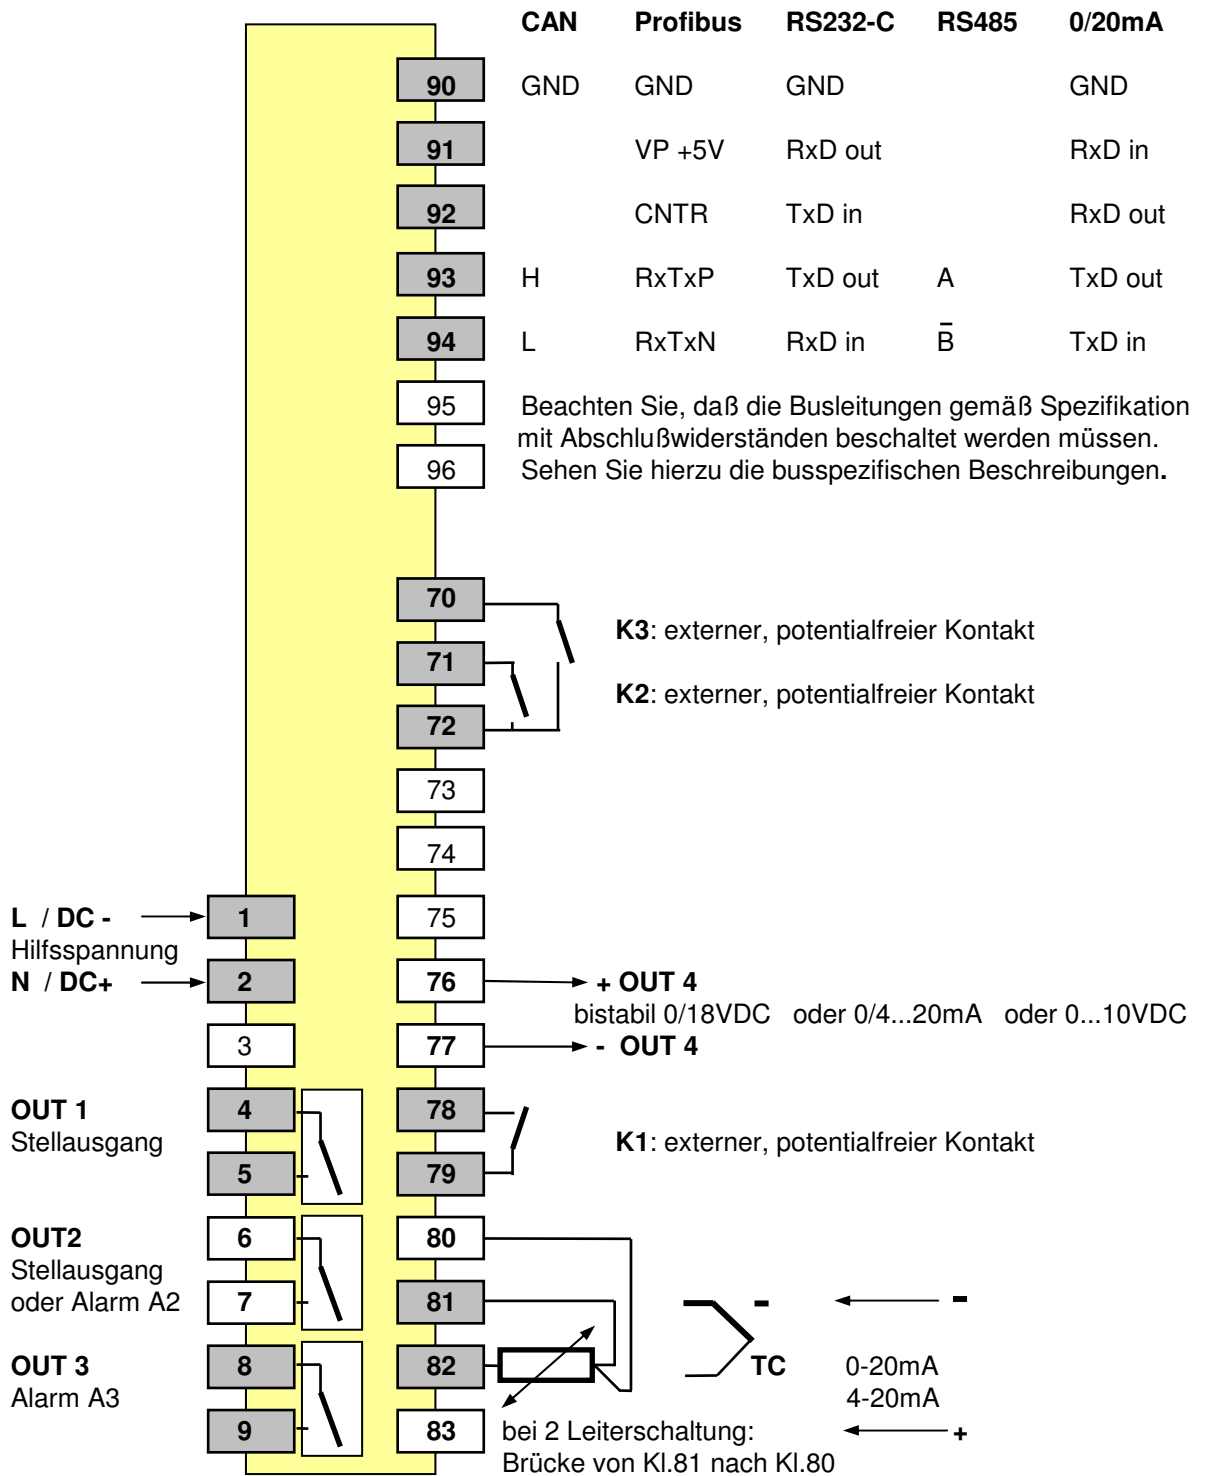 CAN Profibus RS232-C RS485 0/20mA
90 GND GND GND GND
91 VP +5V RxD out RxD in
92 CNTR TxD in RxD out
93 H RxTxP TxD out A TxD out
94 L RxTxN RxD in B̅ TxD in
95 Beachten Sie, daß die Busleitungen gemäß Spezifikation
mit Abschlußwiderständen beschaltet werden müssen.
96 Sehen Sie hierzu die busspezifischen Beschreibungen.
70
K3: externer, potentialfreier Kontakt
71
K2: externer, potentialfreier Kontakt
72
73
74
L / DC - 1 75
Hilfsspannung
N / DC+ 2 76 + OUT 4
bistabil 0/18VDC oder 0/4...20mA oder 0...10VDC
3 77 - OUT 4
OUT 1 4 78
Stellausgang K1: externer, potentialfreier Kontakt
5 79
OUT2 6 80
Stellausgang
oder Alarm A2 7 81 - -
OUT 3 8 82 TC 0-20mA
Alarm A3 4-20mA
9 83 bei 2 Leiterschaltung: +
Brücke von Kl.81 nach Kl.80